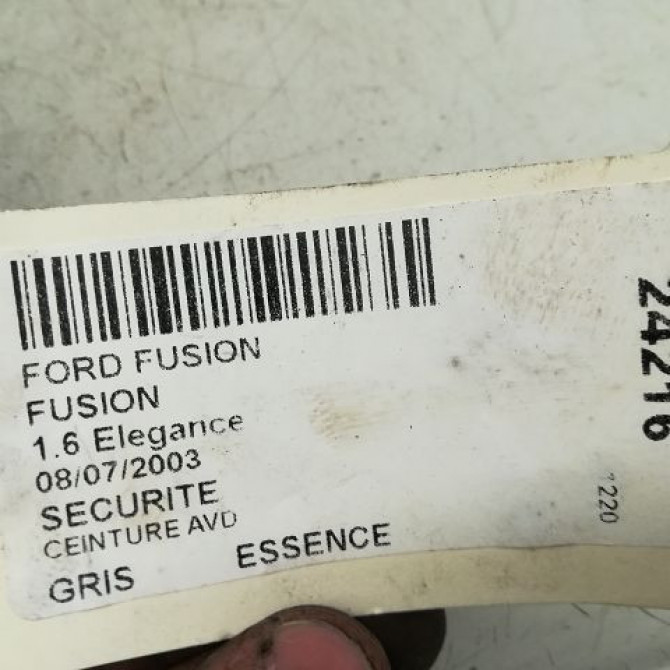 FORD FUSION
FUSION
1.6 Elegance
08/07/2003
SECURITE
CEINTURE AVD
GRIS ESSENCE
24216
1220